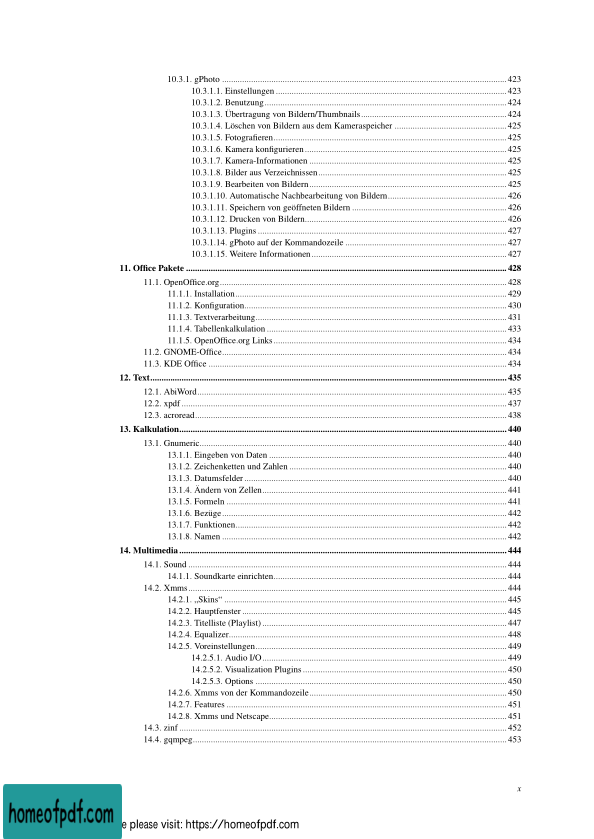 10.3.1. gPhoto ........ 423
10.3.1.1. Einstellungen ........ 423
10.3.1.2. Benutzung ........ 424
10.3.1.3. Übertragung von Bildern/Thumbnails ........ 424
10.3.1.4. Löschen von Bildern aus dem Kameraspeicher ........ 425
10.3.1.5. Fotografieren ........ 425
10.3.1.6. Kamera konfigurieren ........ 425
10.3.1.7. Kamera-Informationen ........ 425
10.3.1.8. Bilder aus Verzeichnissen ........ 425
10.3.1.9. Bearbeiten von Bildern ........ 425
10.3.1.10. Automatische Nachbearbeitung von Bildern ........ 426
10.3.1.11. Speichern von geöffneten Bildern ........ 426
10.3.1.12. Drucken von Bildern ........ 426
10.3.1.13. Plugins ........ 427
10.3.1.14. gPhoto auf der Kommandozeile ........ 427
10.3.1.15. Weitere Informationen ........ 427
11. Office Pakete ........ 428
11.1. OpenOffice.org ........ 428
11.1.1. Installation ........ 429
11.1.2. Konfiguration ........ 430
11.1.3. Textverarbeitung ........ 431
11.1.4. Tabellenkalkulation ........ 433
11.1.5. OpenOffice.org Links ........ 434
11.2. GNOME-Office ........ 434
11.3. KDE Office ........ 434
12. Text ........ 435
12.1. AbiWord ........ 435
12.2. xpdf ........ 437
12.3. acroread ........ 438
13. Kalkulation ........ 440
13.1. Gnumeric ........ 440
13.1.1. Eingeben von Daten ........ 440
13.1.2. Zeichenketten und Zahlen ........ 440
13.1.3. Datumsfelder ........ 440
13.1.4. Ändern von Zellen ........ 441
13.1.5. Formeln ........ 441
13.1.6. Bezüge ........ 442
13.1.7. Funktionen ........ 442
13.1.8. Namen ........ 442
14. Multimedia ........ 444
14.1. Sound ........ 444
14.1.1. Soundkarte einrichten ........ 444
14.2. Xmms ........ 444
14.2.1. „Skins“ ........ 445
14.2.2. Hauptfenster ........ 445
14.2.3. Titelliste (Playlist) ........ 447
14.2.4. Equalizer ........ 448
14.2.5. Voreinstellungen ........ 449
14.2.5.1. Audio I/O ........ 449
14.2.5.2. Visualization Plugins ........ 450
14.2.5.3. Options ........ 450
14.2.6. Xmms von der Kommandozeile ........ 450
14.2.7. Features ........ 451
14.2.8. Xmms und Netscape ........ 451
14.3. zinf ........ 452
14.4. gqmpeg ........ 453
x
homeofpdf.com
e please visit: https://homeofpdf.com